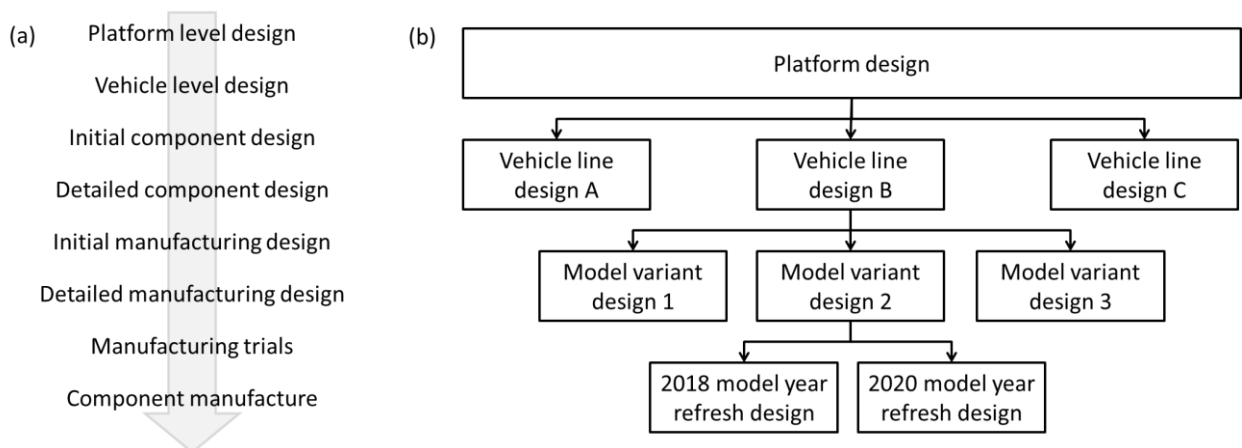 (a)
Platform level design
Vehicle level design
Initial component design
Detailed component design
Initial manufacturing design
Detailed manufacturing design
Manufacturing trials
Component manufacture
(b)
Platform design
Vehicle line
design A
Vehicle line
design B
Vehicle line
design C
Model variant
design 1
Model variant
design 2
Model variant
design 3
2018 model year
refresh design
2020 model year
refresh design